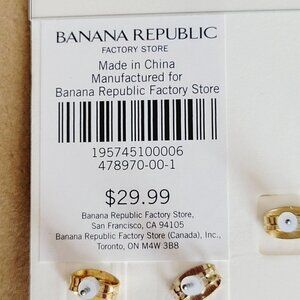 BANANA REPUBLIC
FACTORY STORE
Made in China
Manufactured for
Banana Republic Factory Store
195745100006
478970-00-1
$29.99
Banana Republic Factory Store,
San Francisco, CA 94105
Banana Republic Factory Store (Canada), Inc.,
Toronto, ON M4W 3B8